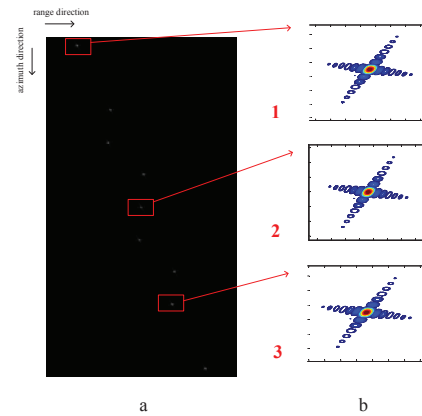 range direction
azimuth direction
1
2
3
a
b